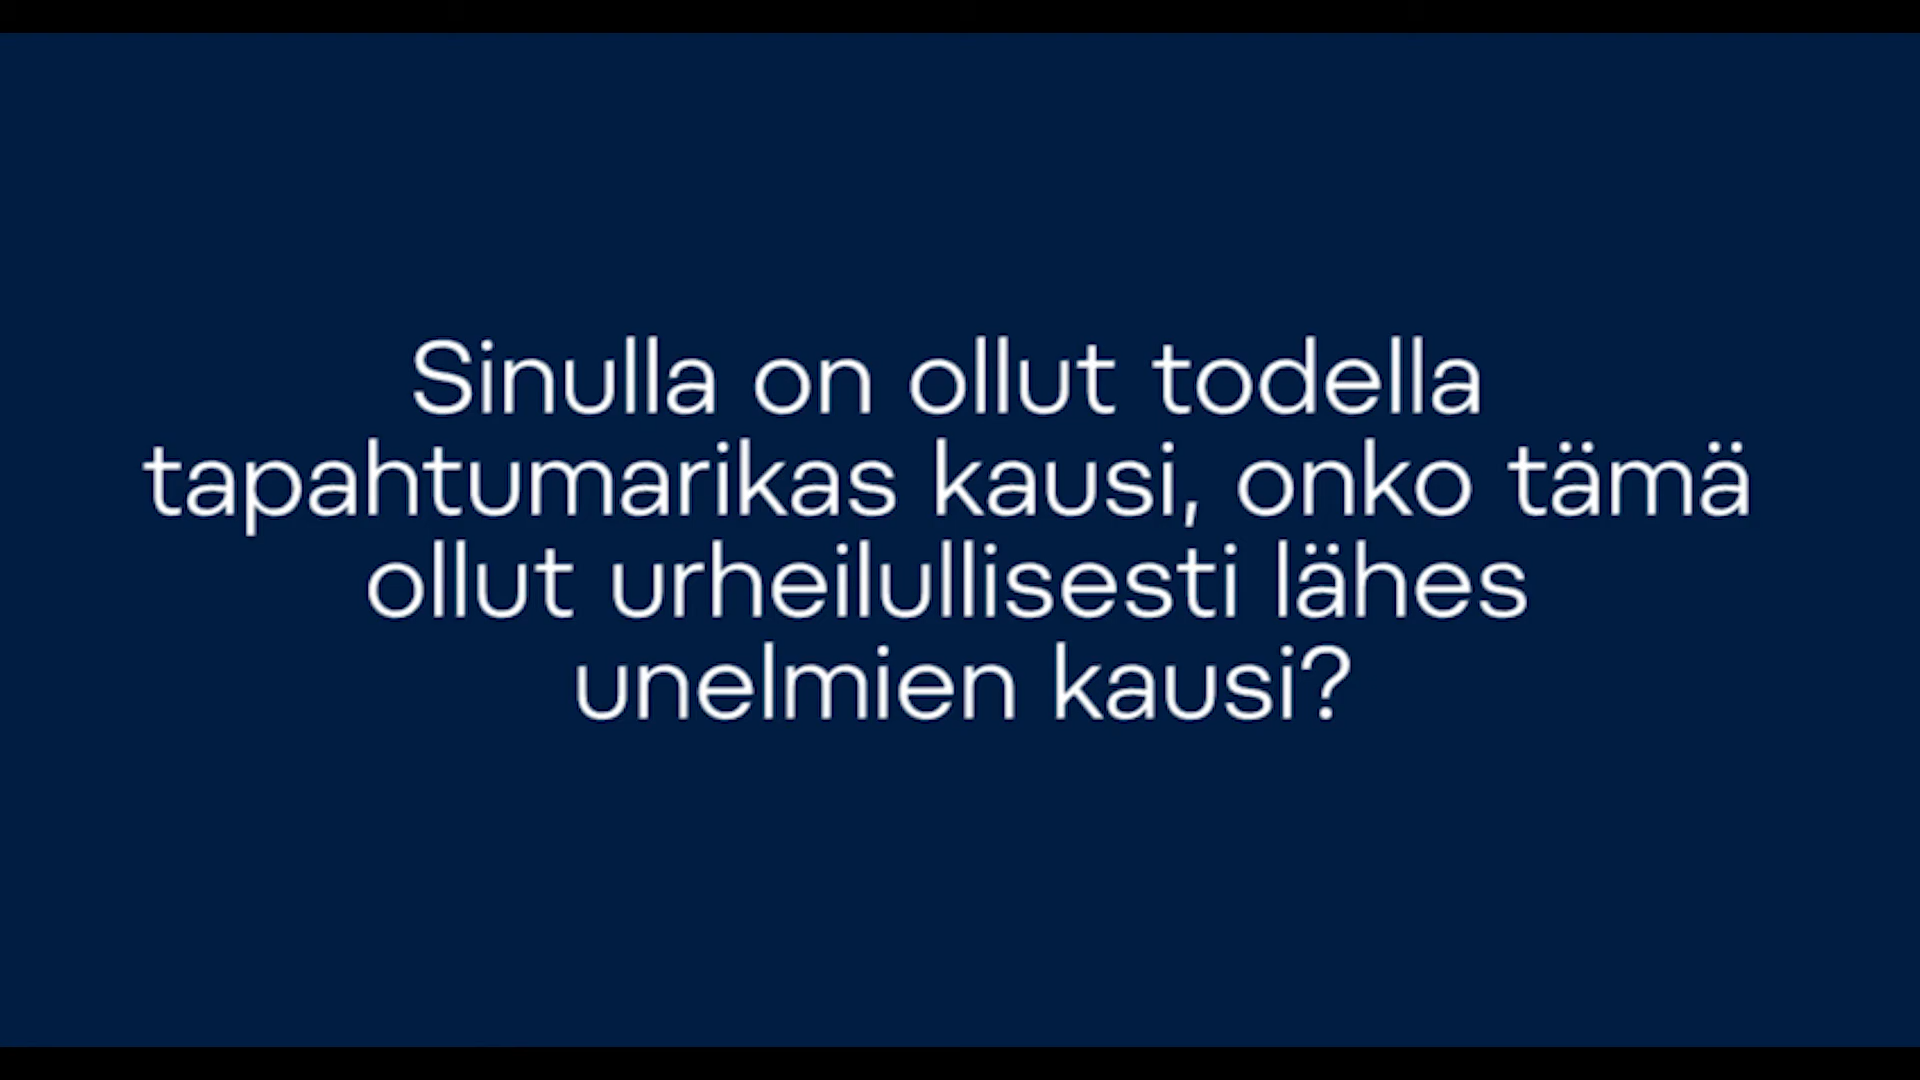 Sinulla on ollut todella
tapahtumarikas kausi, onko tämä
ollut urheilullisesti lähes
unelmien kausi?